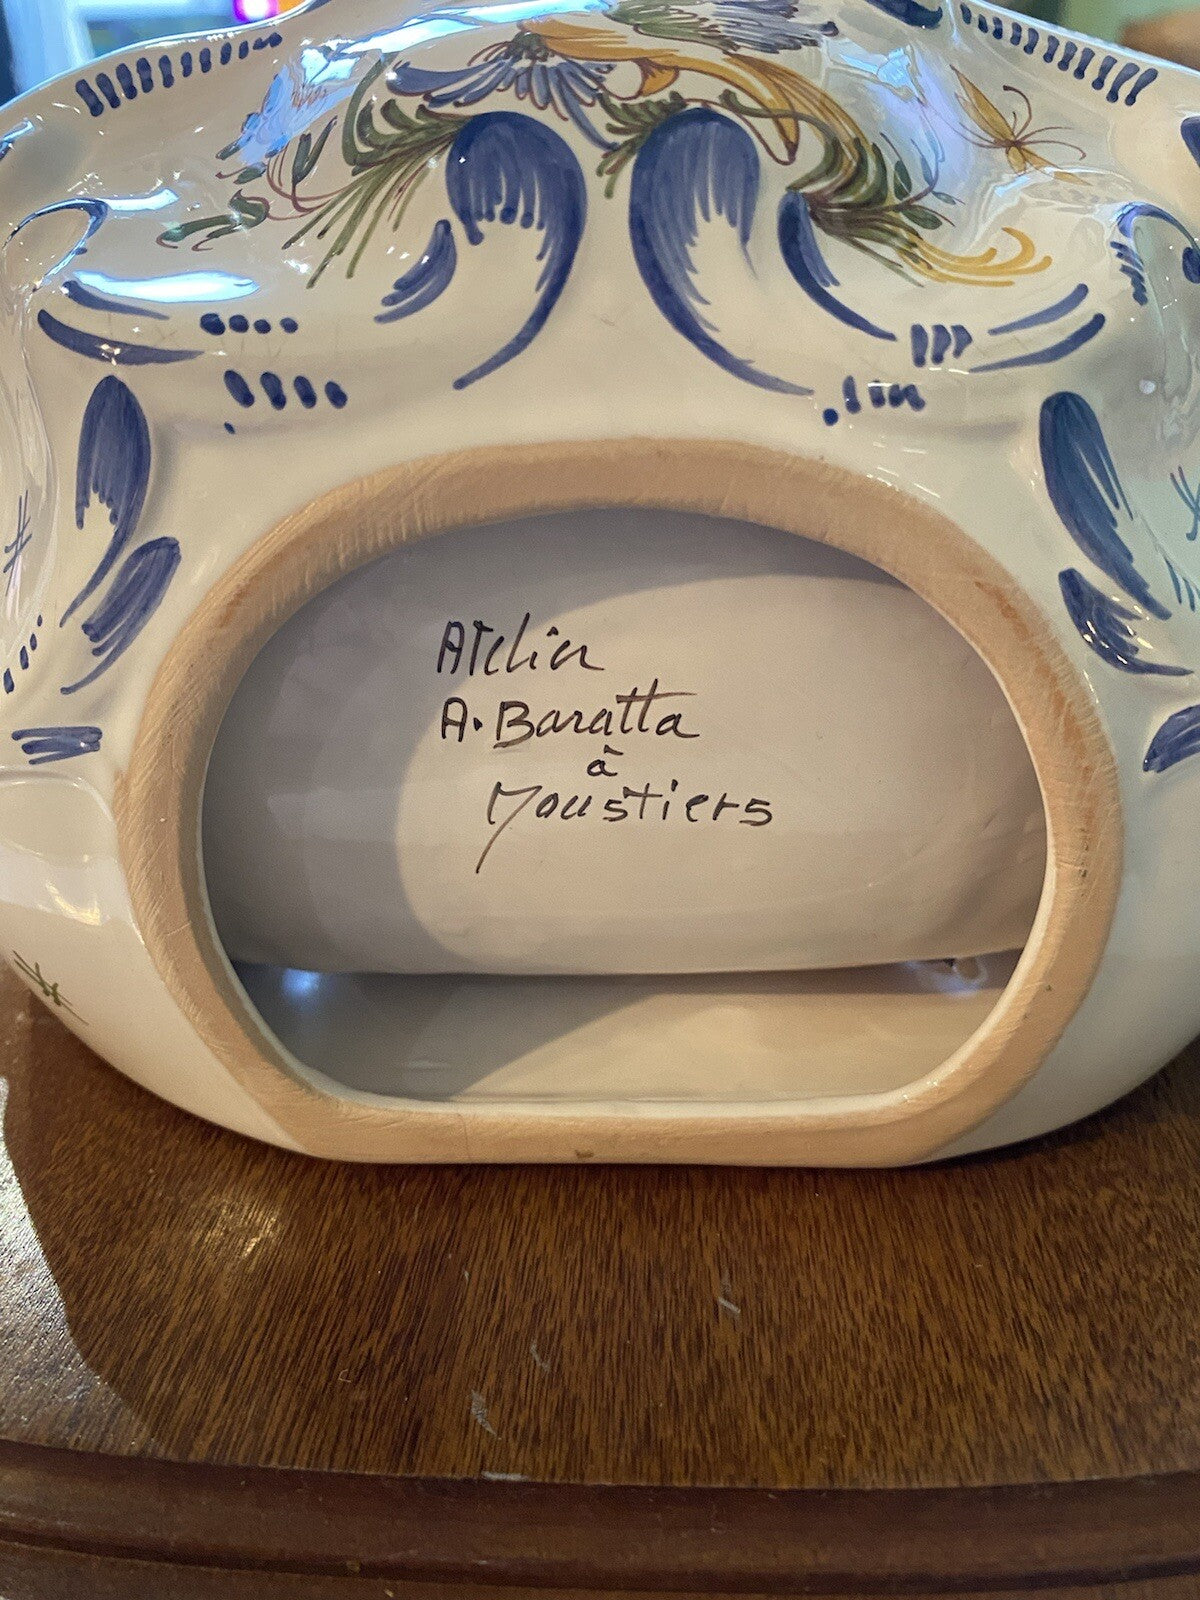 Atelier
A. Baratta
à
Moustiers